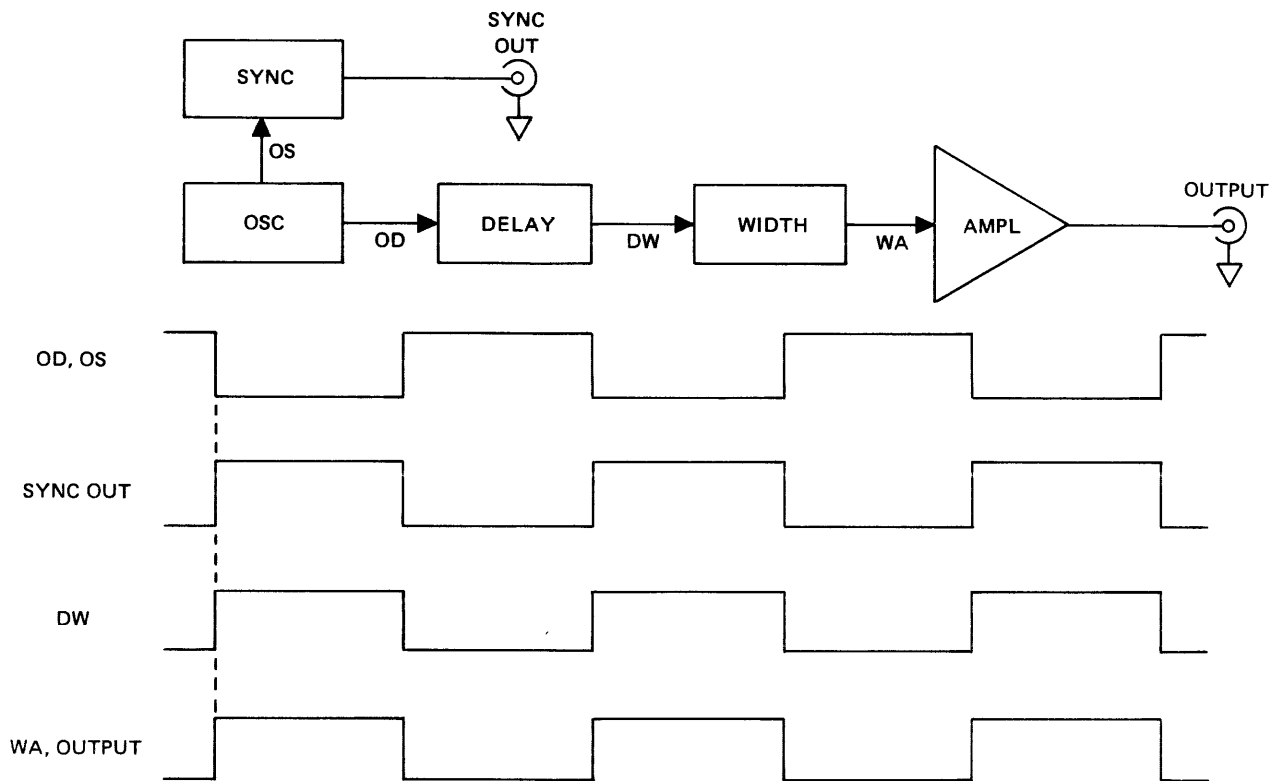 SYNC
OUT
SYNC
OS
OSC
OD
DELAY
DW
WIDTH
WA
AMPL
OUTPUT
OD, OS
SYNC OUT
DW
WA, OUTPUT